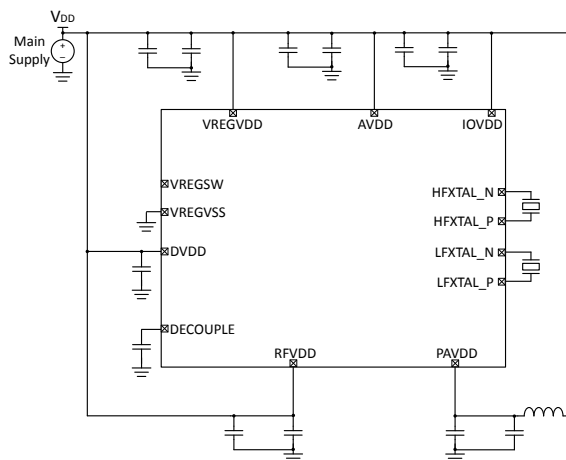 VDD
Main
Supply
+
–
VREGVDD
AVDD
IOVDD
VREGSW
VREGVSS
DVDD
DECOUPLE
HFXTAL_N
HFXTAL_P
LFXTAL_N
LFXTAL_P
RFVDD
PAVDD